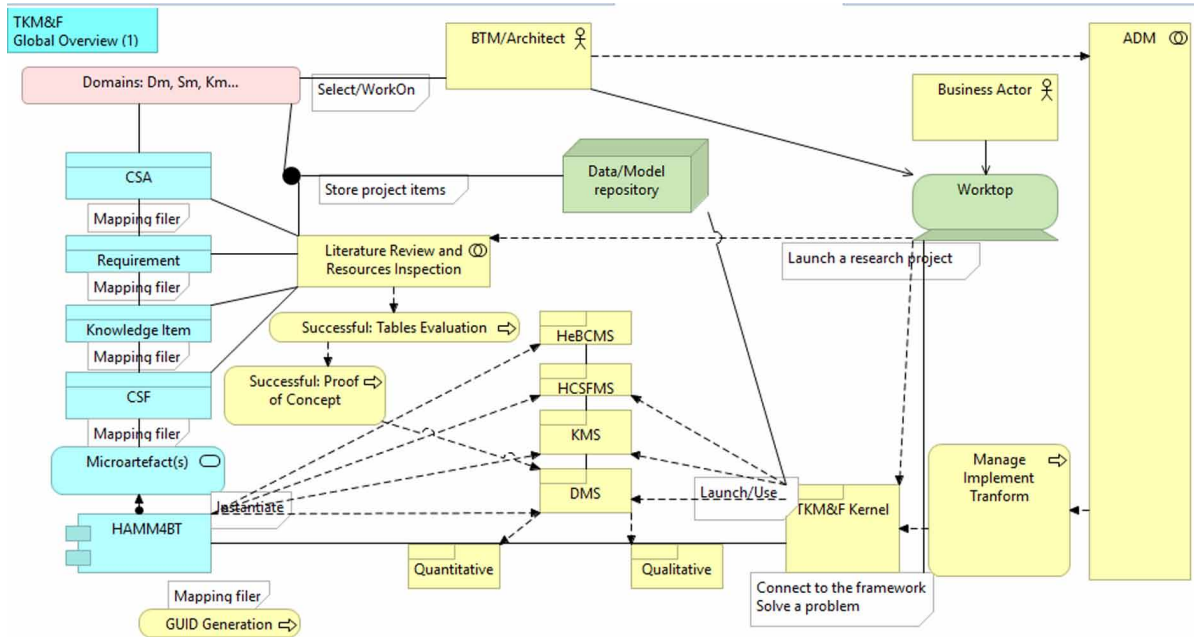 TKM&F
Global Overview (1)
BTM/Architect
ADM
Domains: Dm, Sm, Km...
Select/WorkOn
Business Actor
CSA
Store project items
Data/Model
repository
Worktop
Mapping filer
Requirement
Literature Review and
Resources Inspection
Launch a research project
Mapping filer
Knowledge Item
Successful: Tables Evaluation
HeBCMS
Mapping filer
CSF
Successful: Proof
of Concept
HCSFMS
Mapping filer
KMS
Microartefact(s)
Manage
Implement
Tranform
DMS
Launch/Use
Instantiate
HAMM4BT
TKM&F Kernel
Quantitative
Qualitative
Mapping filer
Connect to the framework
Solve a problem
GUID Generation